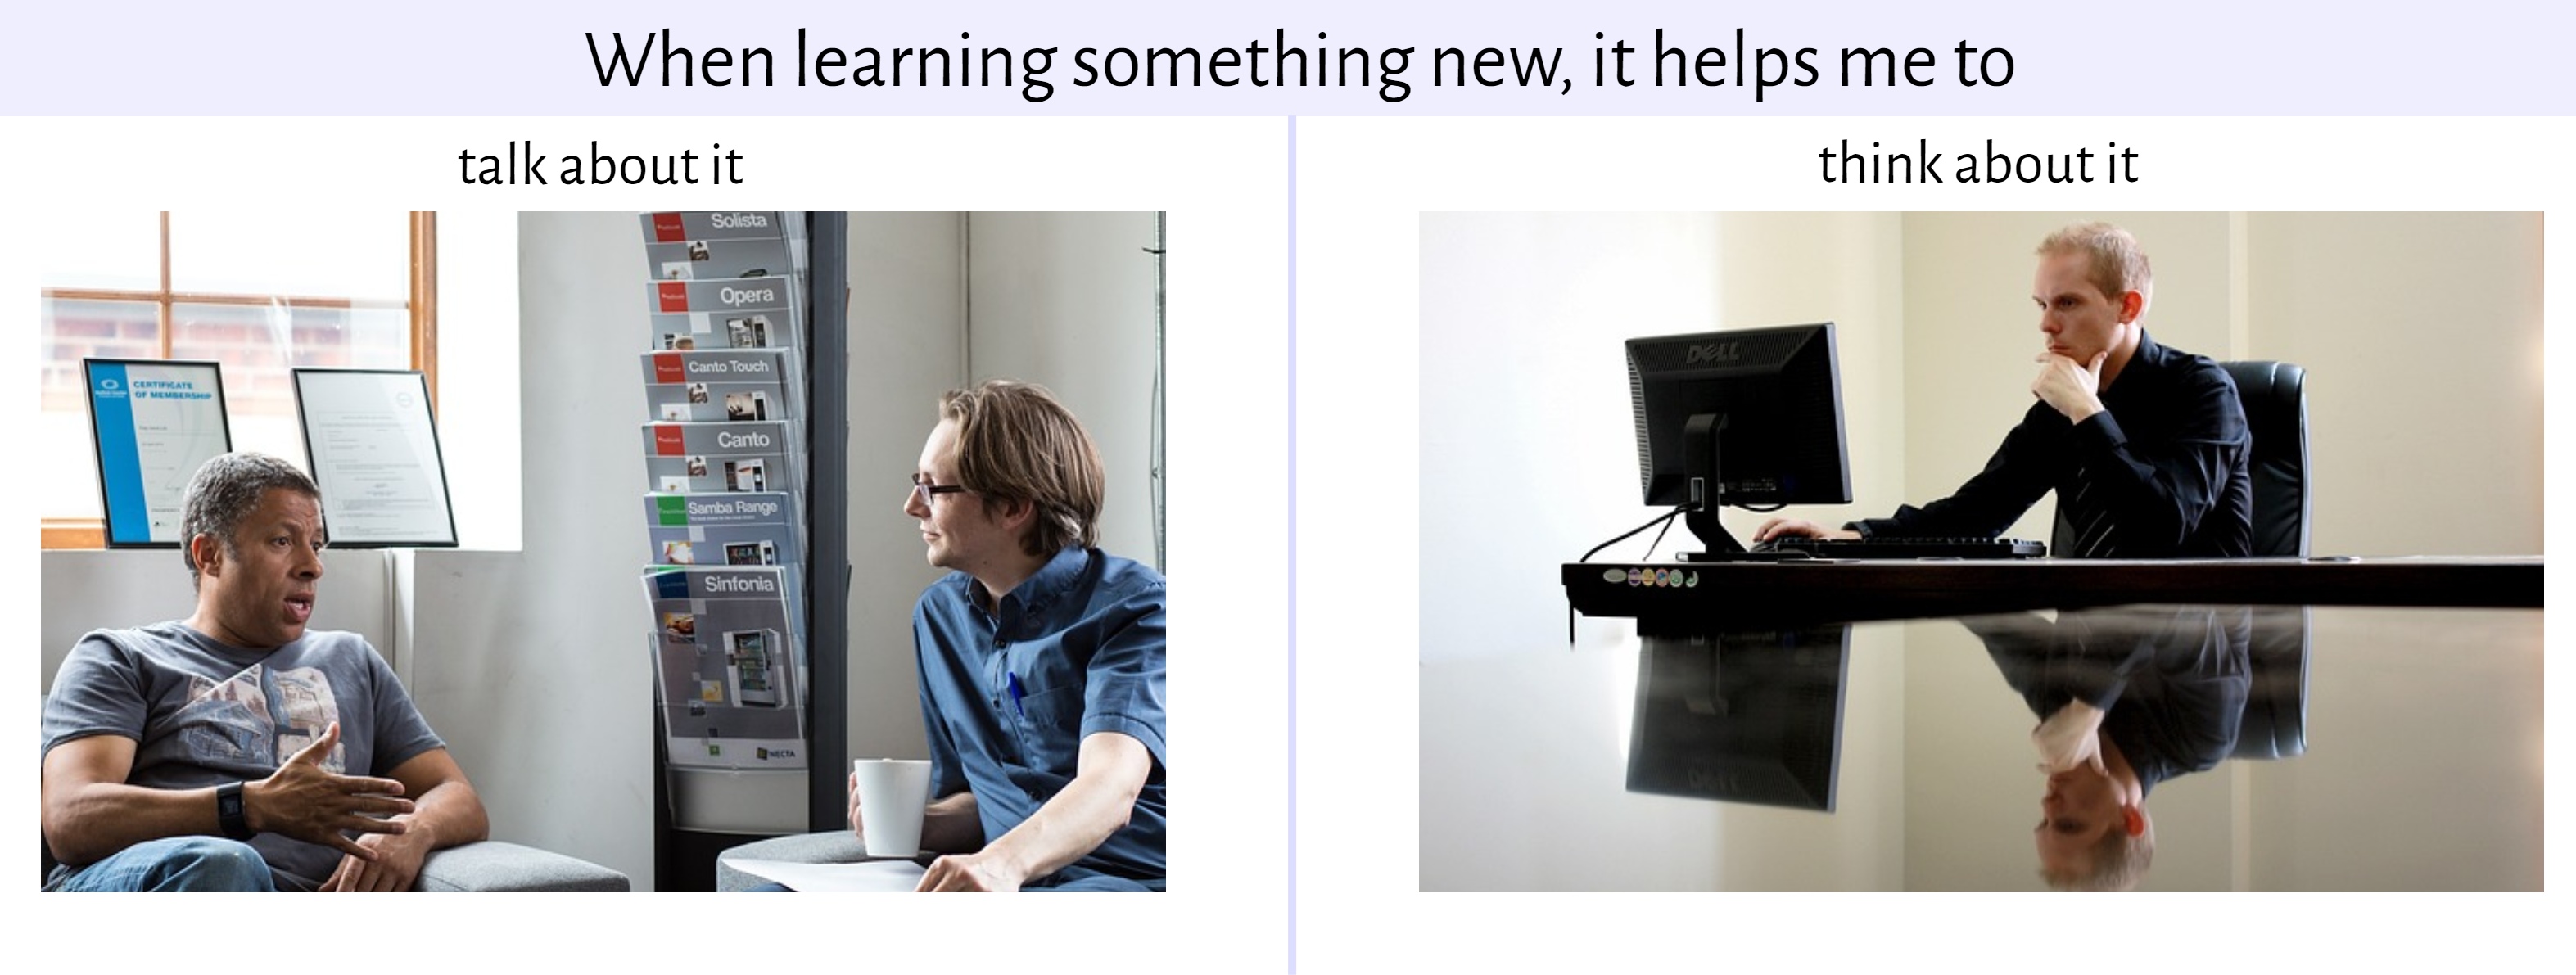 When learning something new, it helps me to
talk about it
think about it
CERTIFICATE
OF MEMBERSHIP
Solista
Opera
Canto Touch
Canto
Samba Range
Sinfonia
NECTA
DELL